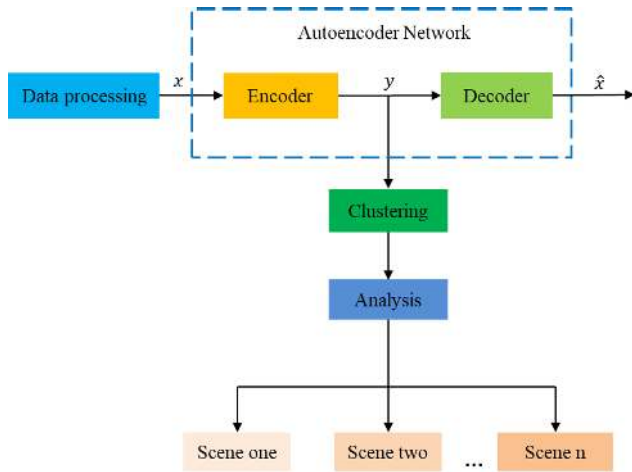 Autoencoder Network
x
y
x̂
Data processing
Encoder
Decoder
Clustering
Analysis
Scene one
Scene two
...
Scene n